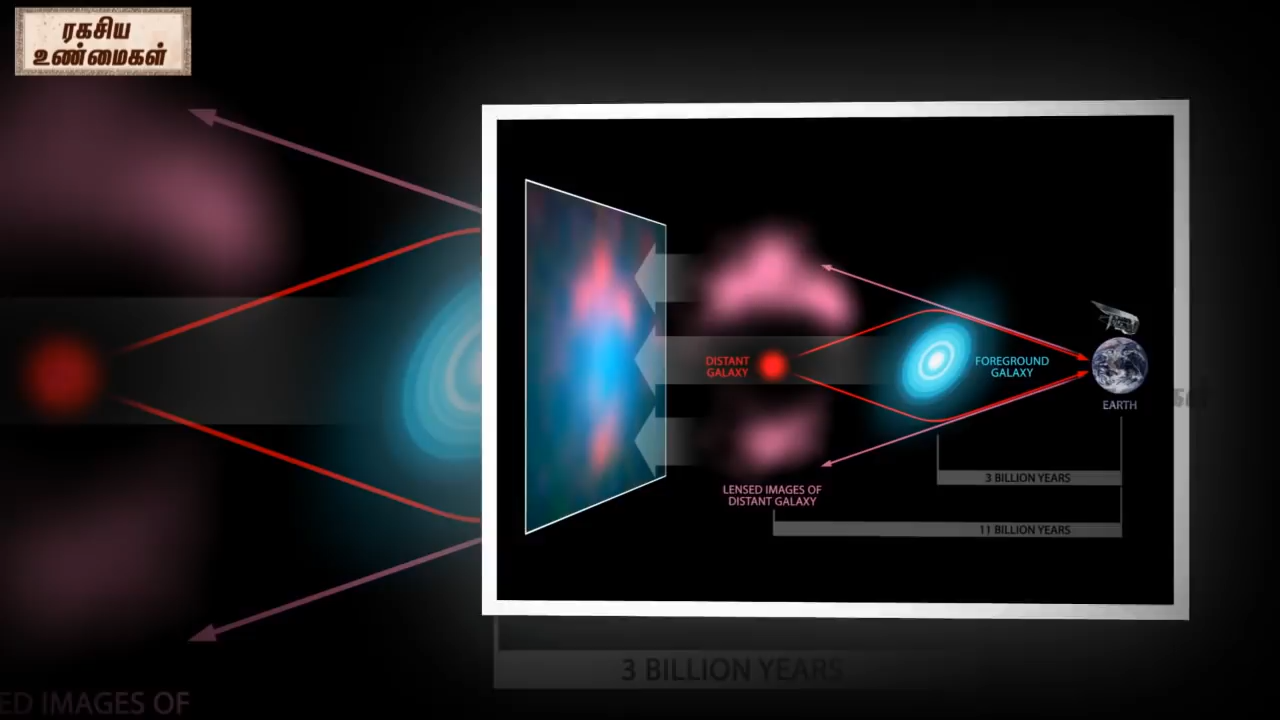 ரகசிய
உண்மைகள்
DISTANT
GALAXY
FOREGROUND
GALAXY
EARTH
3 BILLION YEARS
LENSED IMAGES OF
DISTANT GALAXY
11 BILLION YEARS
3 BILLION YEARS
ED IMAGES OF